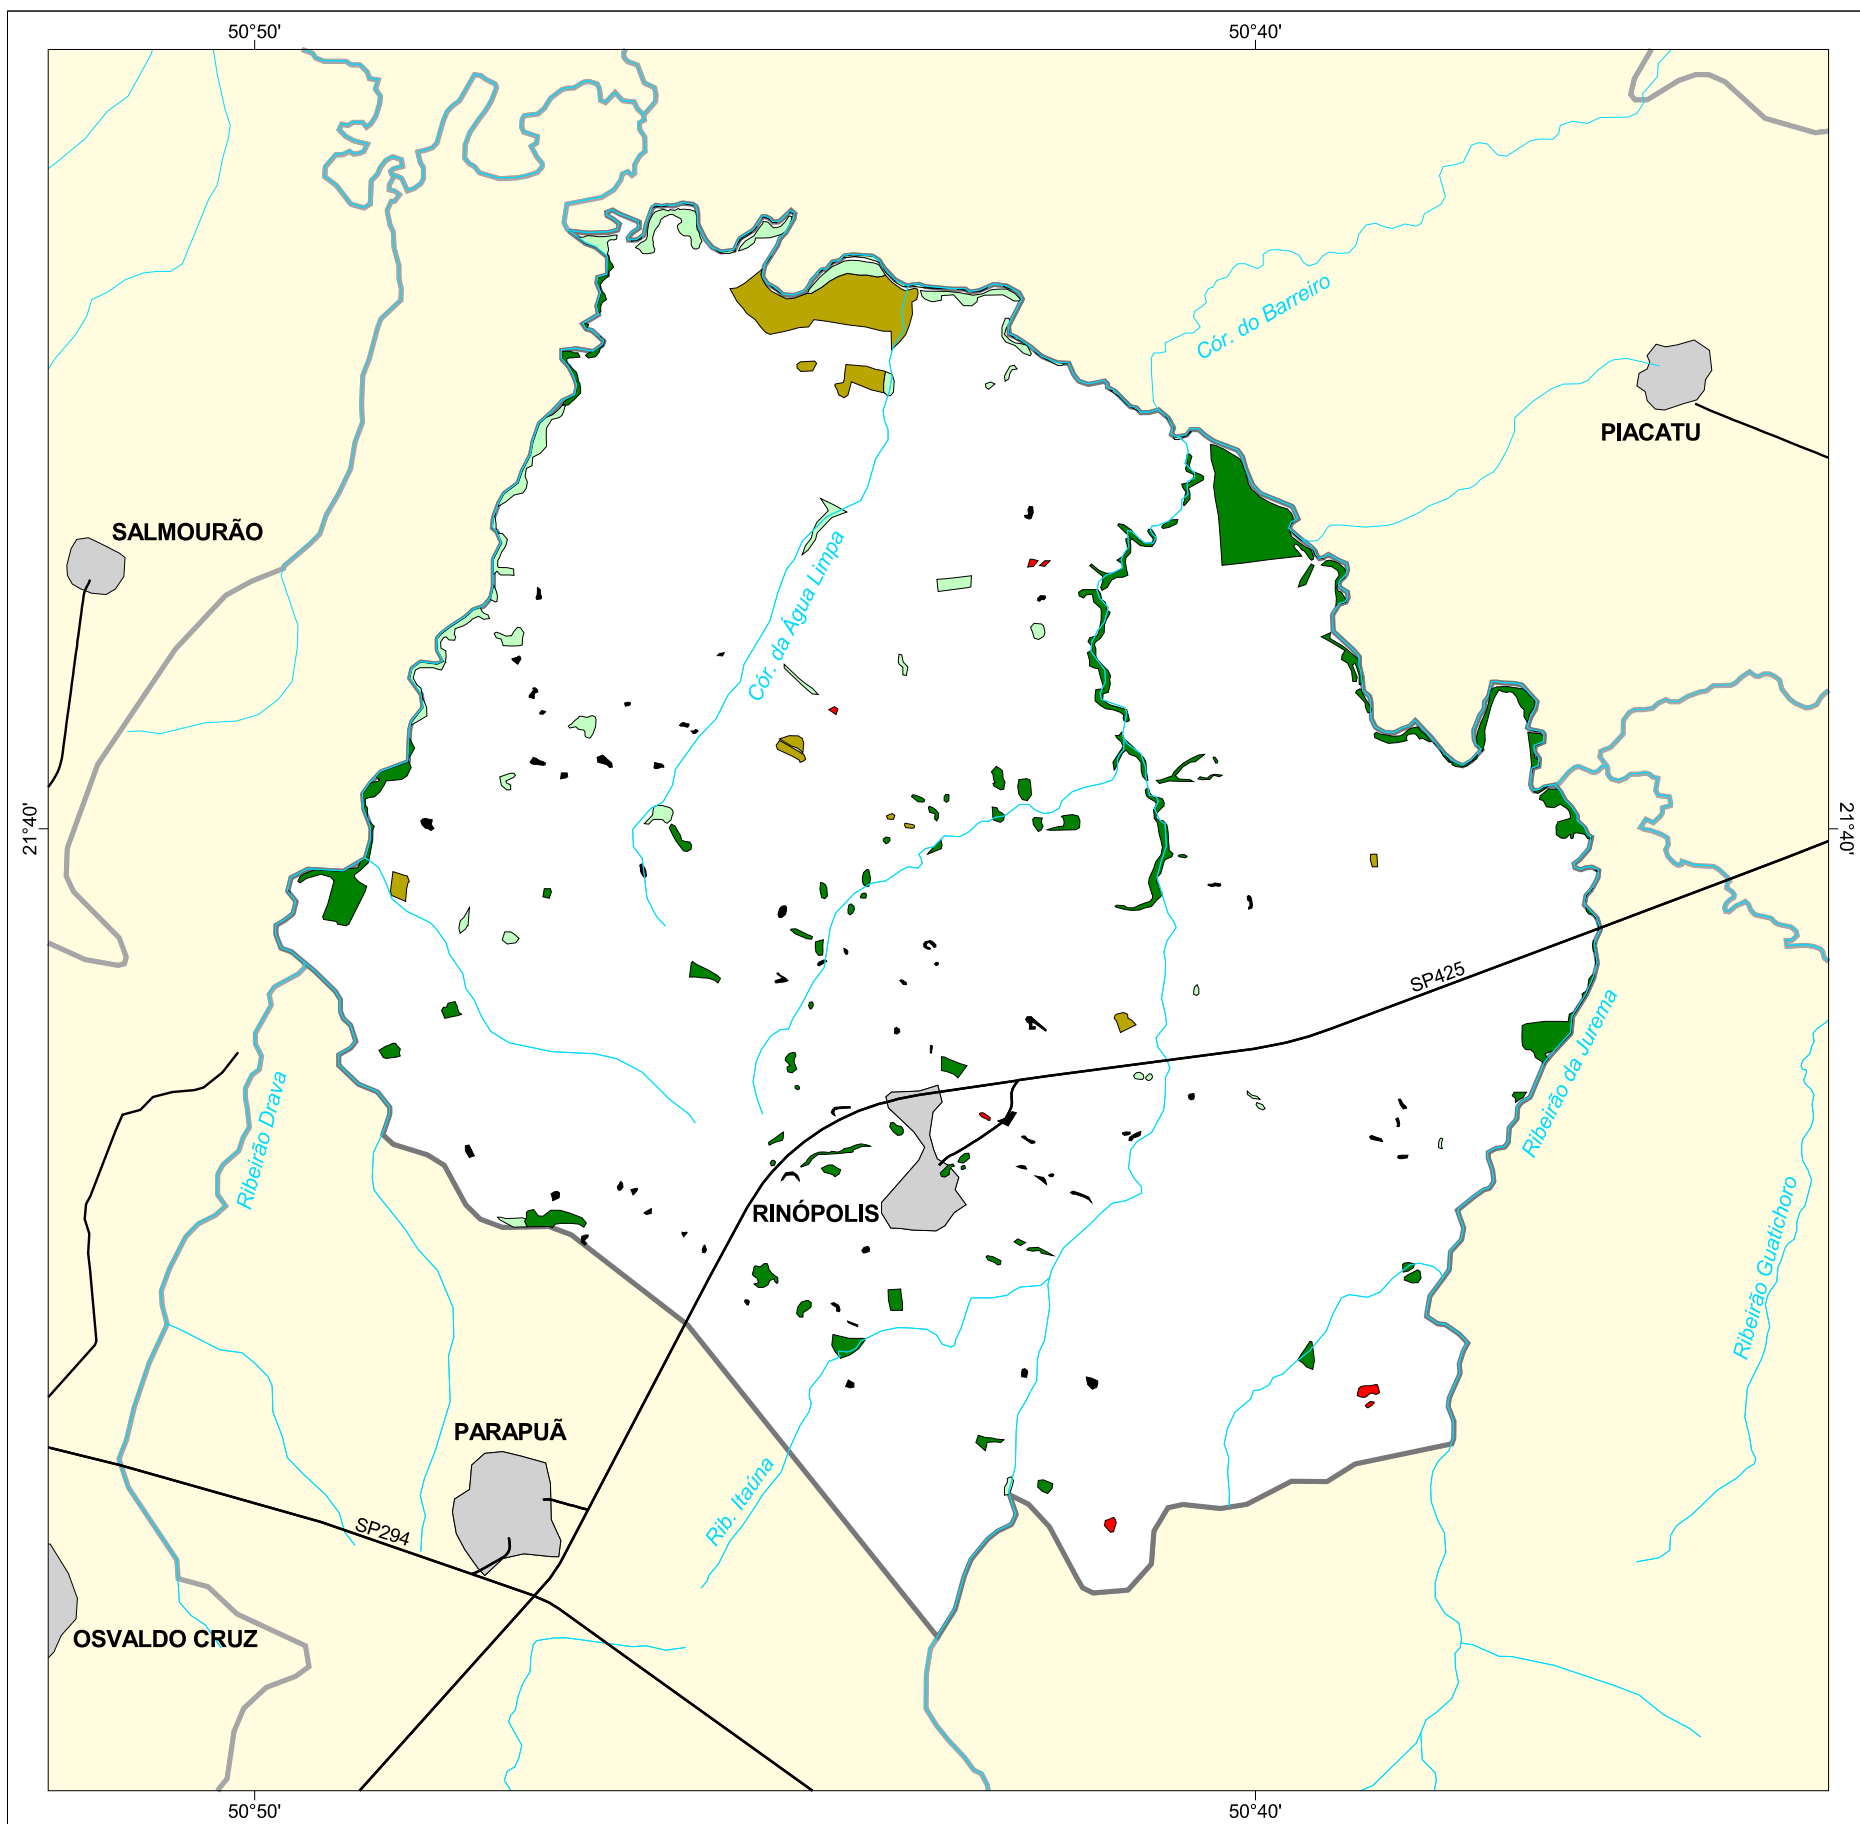 50°50'
50°40'
Cór. do Barreiro
PIACATU
SALMOURÃO
Cór. da Água Limpa
21°40'
21°40'
SP425
Ribeirão da Jurema
Ribeirão Drava
Ribeirão Guatichoro
RINÓPOLIS
PARAPUÃ
Rib. Itaúna
SP294
OSVALDO CRUZ
50°50'
50°40'